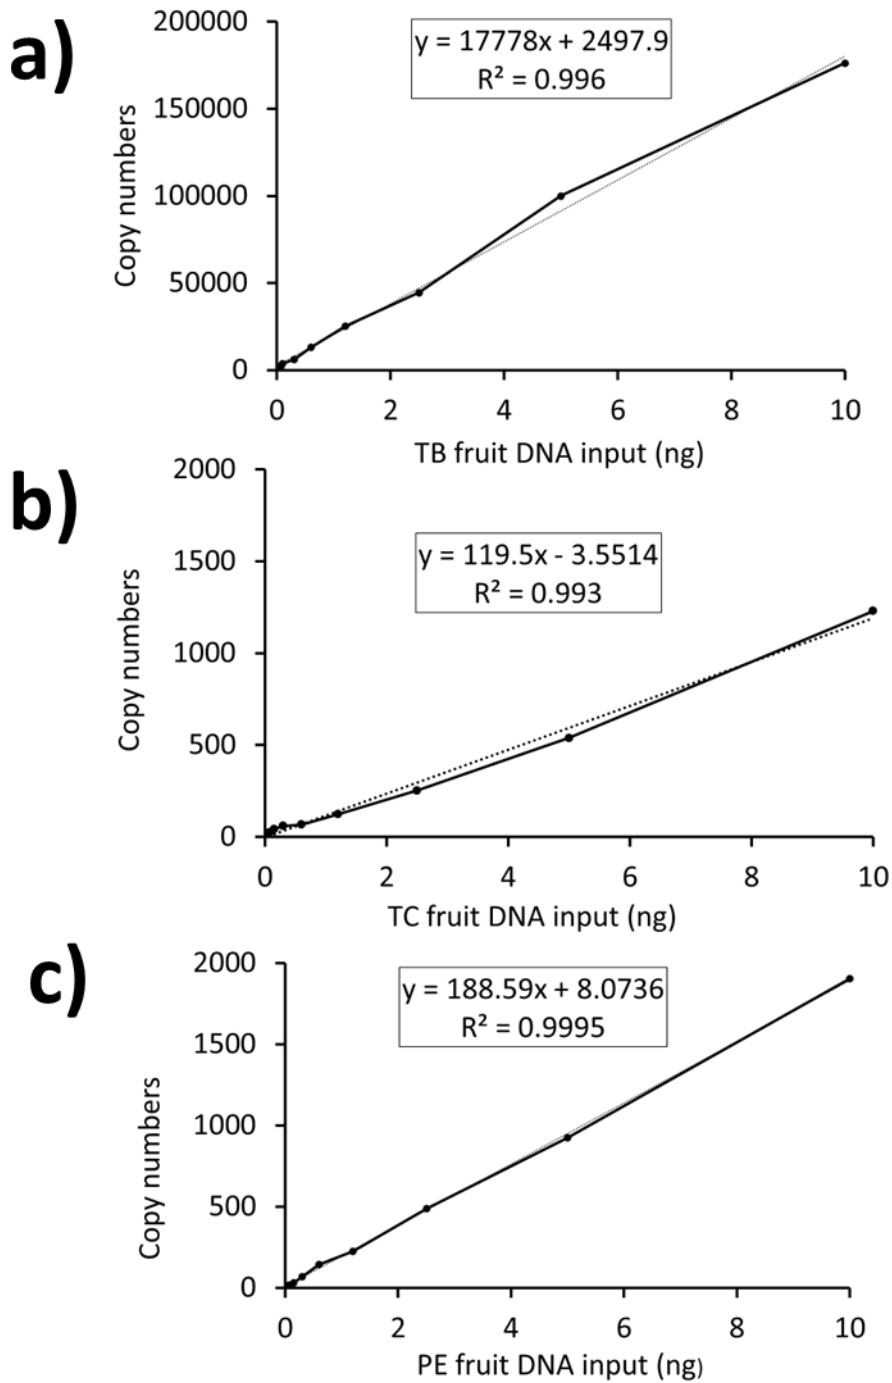 a)
y = 17778x + 2497.9
R² = 0.996
Copy numbers
200000
150000
100000
50000
0
0 2 4 6 8 10
TB fruit DNA input (ng)
b)
y = 119.5x - 3.5514
R² = 0.993
Copy numbers
2000
1500
1000
500
0
0 2 4 6 8 10
TC fruit DNA input (ng)
c)
y = 188.59x + 8.0736
R² = 0.9995
Copy numbers
2000
1500
1000
500
0
0 2 4 6 8 10
PE fruit DNA input (ng)